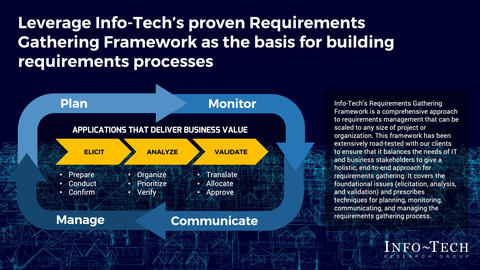 Leverage Info-Tech’s proven Requirements
Gathering Framework as the basis for building
requirements processes
Plan
Monitor
APPLICATIONS THAT DELIVER BUSINESS VALUE
ELICIT
ANALYZE
VALIDATE
• Prepare
• Conduct
• Confirm
• Organize
• Prioritize
• Verify
• Translate
• Allocate
• Approve
Manage
Communicate
Info-Tech’s Requirements Gathering
Framework is a comprehensive approach
to requirements management that can be
scaled to any size of project or
organization. This framework has been
extensively road-tested with our clients
to ensure that it balances the needs of IT
and business stakeholders to give a
holistic, end-to-end approach for
requirements gathering. It covers the
foundational issues (elicitation, analysis,
and validation) and prescribes
techniques for planning, monitoring,
communicating, and managing the
requirements gathering process.
INFO~TECH
RESEARCH GROUP